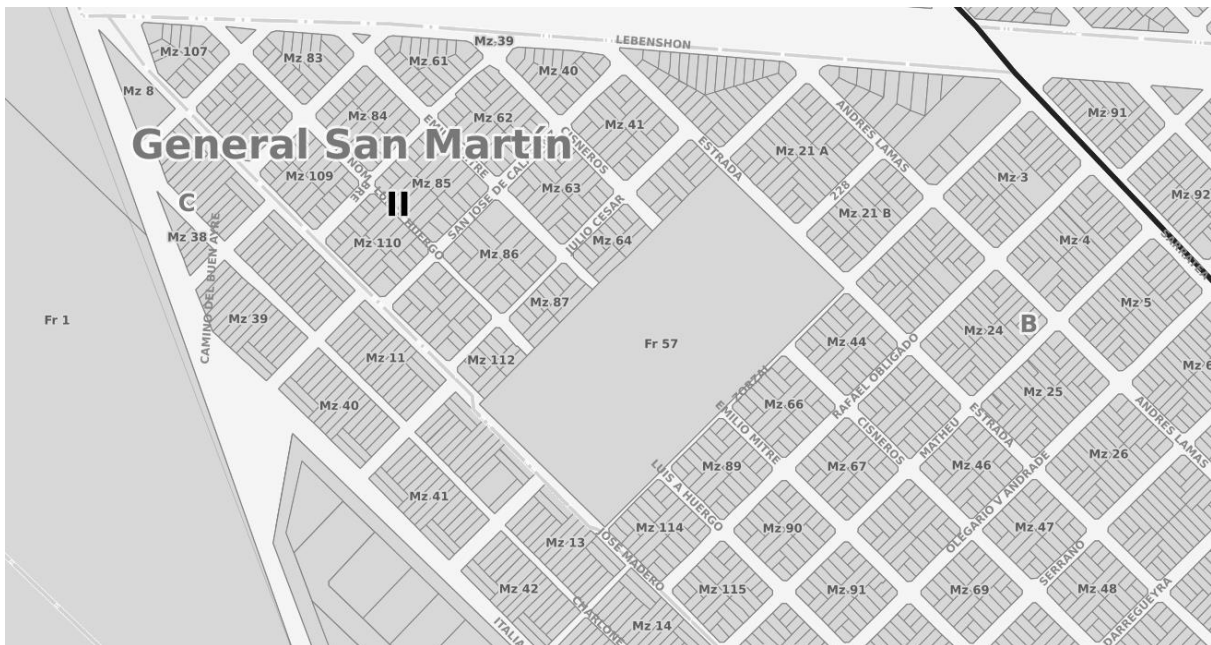 LEBENSHON
Mz 39
Mz 107
Mz 83
Mz 61
Mz 40
Mz 8
Mz 84
Mz 62
Mz 41
Mz 91
General San Martín
CISNEROS
ESTRADA
ANDRES LAMAS
Mz 21 A
Mz 109
Mz 85
Mz 63
228
Mz 3
Mz 92
C
II
Mz 38
Mz 110
HUERGO
JULIO CESAR
Mz 64
Mz 21 B
Mz 4
Mz 86
CAMINO DEL BUEN AYRE
Mz 39
Mz 87
Mz 5
Fr 1
Mz 11
Mz 112
Fr 57
Mz 44
RAFAEL OBLIGADO
Mz 24
B
Mz 40
ZORZAL
Mz 66
EMILIO MITRE
CISNEROS
MATHEU
ESTRADA
Mz 25
ANDRES LAMAS
Mz 41
LUIS A HUERGO
Mz 89
Mz 67
Mz 46
Mz 26
OLEGARIO V ANDRADE
Mz 13
JOSE MADERO
Mz 114
Mz 90
Mz 47
SERRANO
Mz 42
CHARLONE
ITALIA
Mz 14
Mz 115
Mz 91
Mz 69
Mz 48
DARREGUEYRA